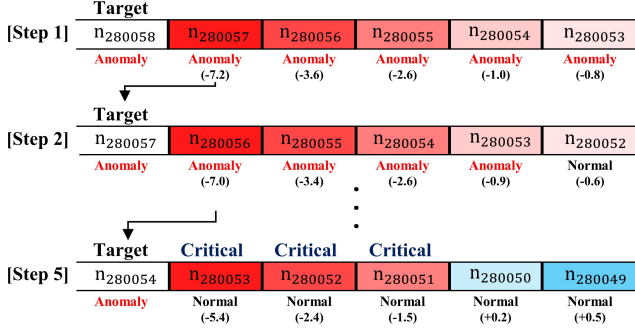 Target
[Step 1] n280058 n280057 n280056 n280055 n280054 n280053
Anomaly Anomaly Anomaly Anomaly Anomaly Anomaly
(-7.2) (-3.6) (-2.6) (-1.0) (-0.8)
Target
[Step 2] n280057 n280056 n280055 n280054 n280053 n280052
Anomaly Anomaly Anomaly Anomaly Anomaly Normal
(-7.0) (-3.4) (-2.6) (-0.9) (-0.6)
Target Critical Critical Critical
[Step 5] n280054 n280053 n280052 n280051 n280050 n280049
Anomaly Normal Normal Normal Normal Normal
(-5.4) (-2.4) (-1.5) (+0.2) (+0.5)